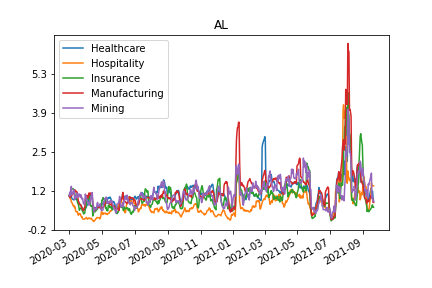 AL
Healthcare
Hospitality
Insurance
Manufacturing
Mining
5.3
3.9
2.5
1.2
-0.2
2020-03
2020-05
2020-07
2020-09
2020-11
2021-01
2021-03
2021-05
2021-07
2021-09